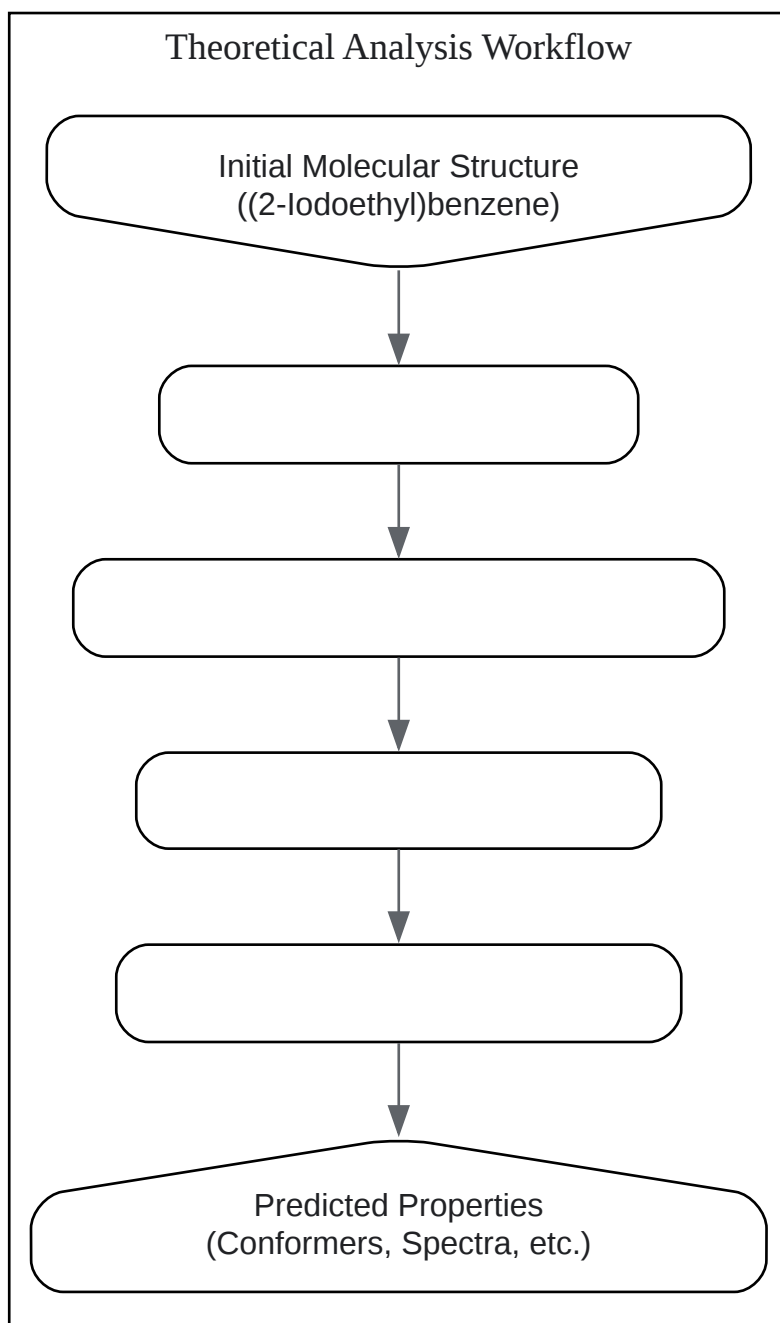 Theoretical Analysis Workflow
Initial Molecular Structure
((2-Iodoethyl)benzene)
Predicted Properties
(Conformers, Spectra, etc.)